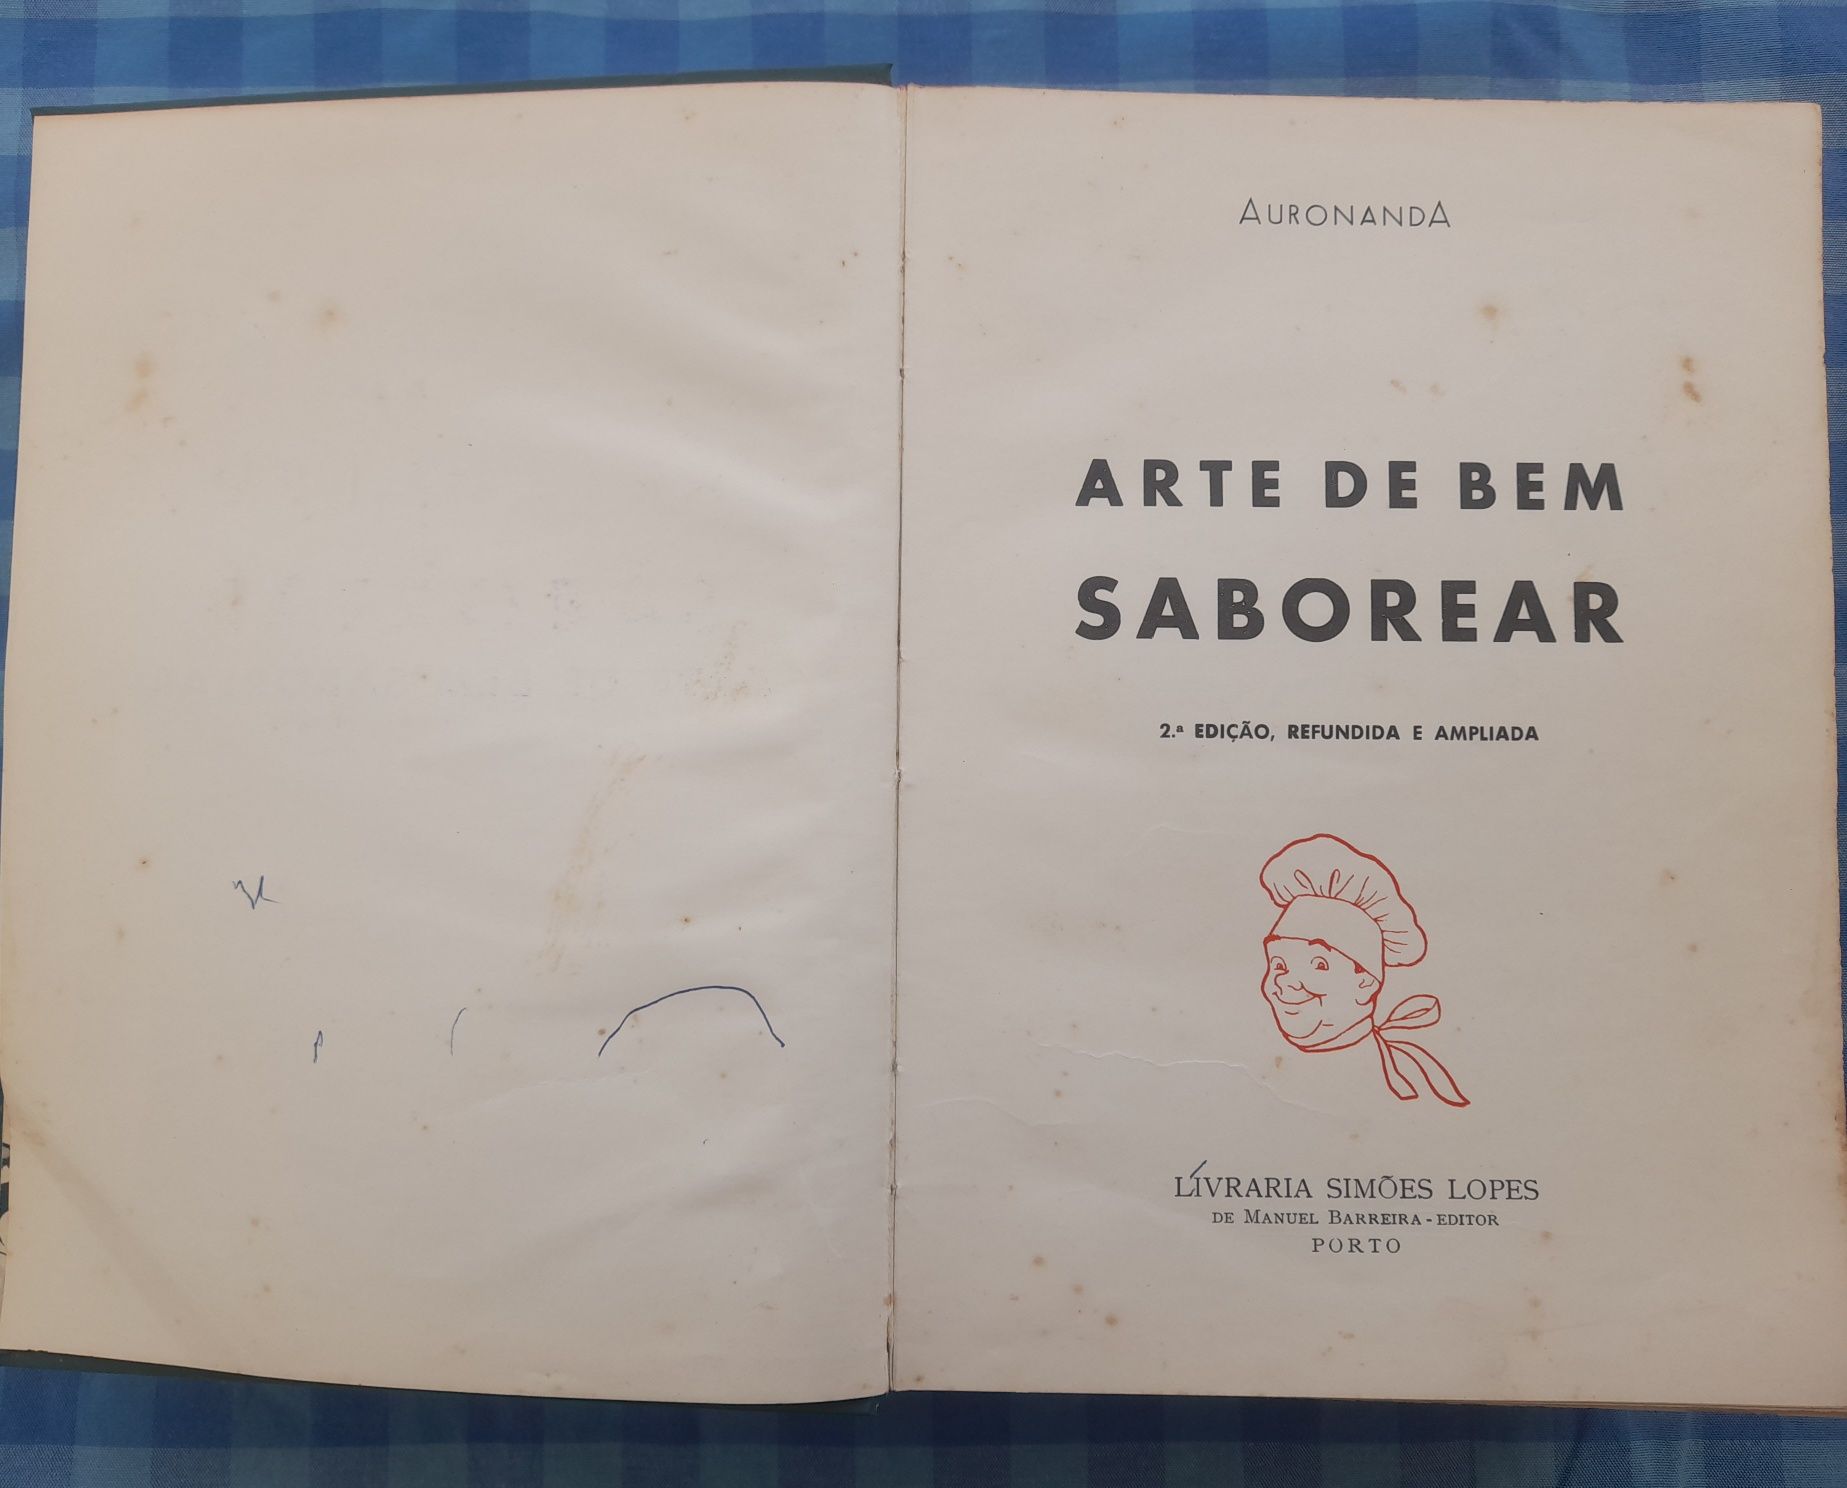 AURONANDA
ARTE DE BEM
SABOREAR
2.ª EDIÇÃO, REFUNDIDA E AMPLIADA
LIVRARIA SIMÕES LOPES
DE MANUEL BARREIRA - EDITOR
PORTO